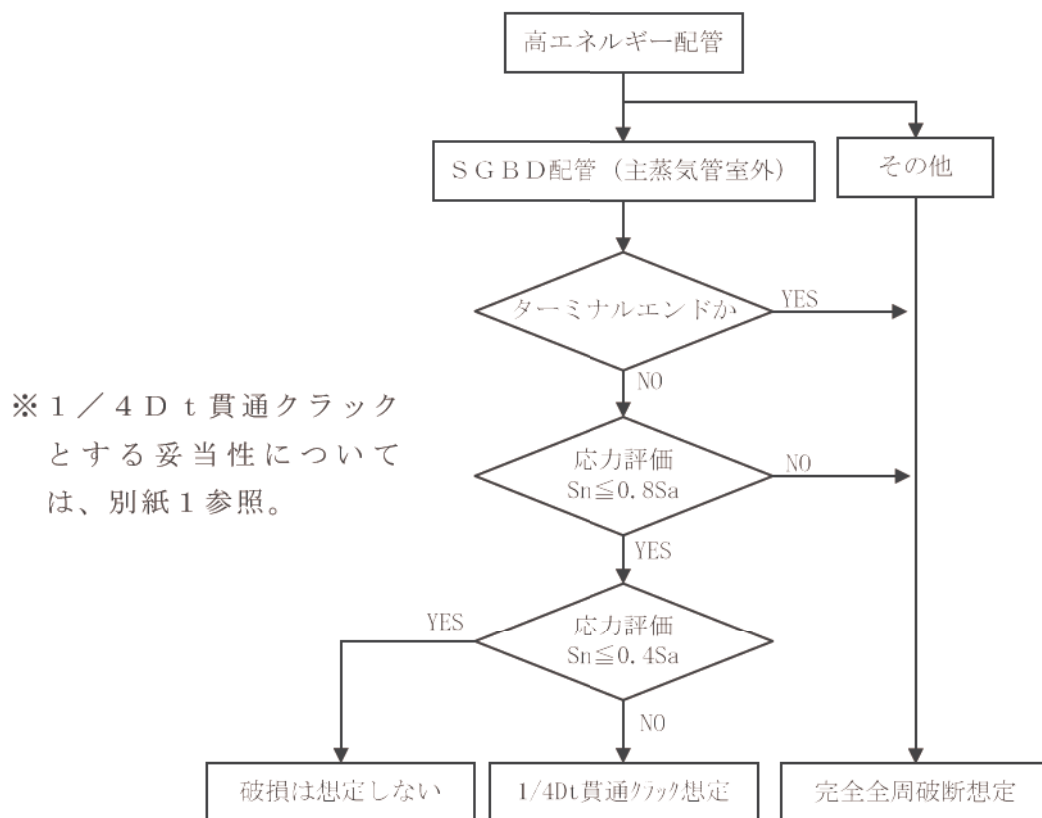 高エネルギー配管
ＳＧＢＤ配管（主蒸気管室外）
その他
ターミナルエンドか
YES
NO
※１／４Ｄｔ貫通クラック
とする妥当性について
は、別紙１参照。
応力評価
Sn≦0.8Sa
NO
YES
応力評価
Sn≦0.4Sa
YES
NO
破損は想定しない
1/4Dt貫通ｸﾗｯｸ想定
完全全周破断想定